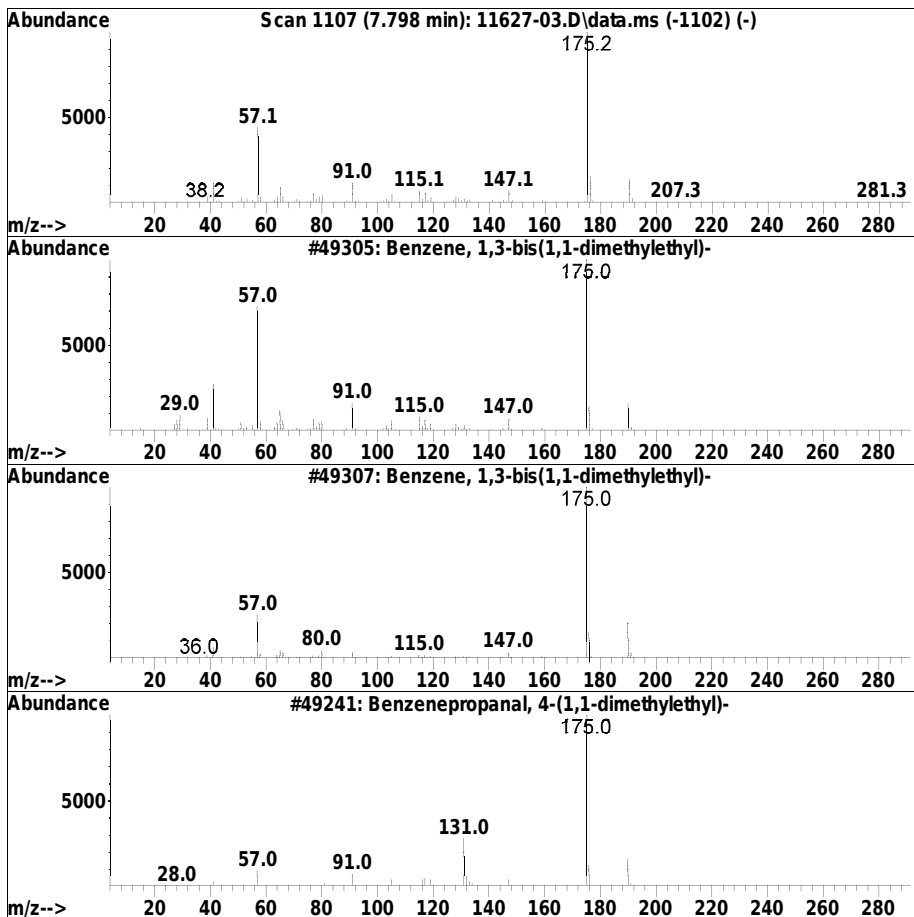 Abundance Scan 1107 (7.798 min): 11627-03.D\data.ms (-1102) (-)
175.2
5000
57.1
38.2 91.0 115.1 147.1 207.3 281.3
m/z--> 20 40 60 80 100 120 140 160 180 200 220 240 260 280
Abundance #49305: Benzene, 1,3-bis(1,1-dimethylethyl)-
175.0
57.0
5000
29.0 91.0 115.0 147.0
m/z--> 20 40 60 80 100 120 140 160 180 200 220 240 260 280
Abundance #49307: Benzene, 1,3-bis(1,1-dimethylethyl)-
175.0
5000
57.0
36.0 80.0 115.0 147.0
m/z--> 20 40 60 80 100 120 140 160 180 200 220 240 260 280
Abundance #49241: Benzenepropanal, 4-(1,1-dimethylethyl)-
175.0
5000
131.0
28.0 57.0 91.0
m/z--> 20 40 60 80 100 120 140 160 180 200 220 240 260 280